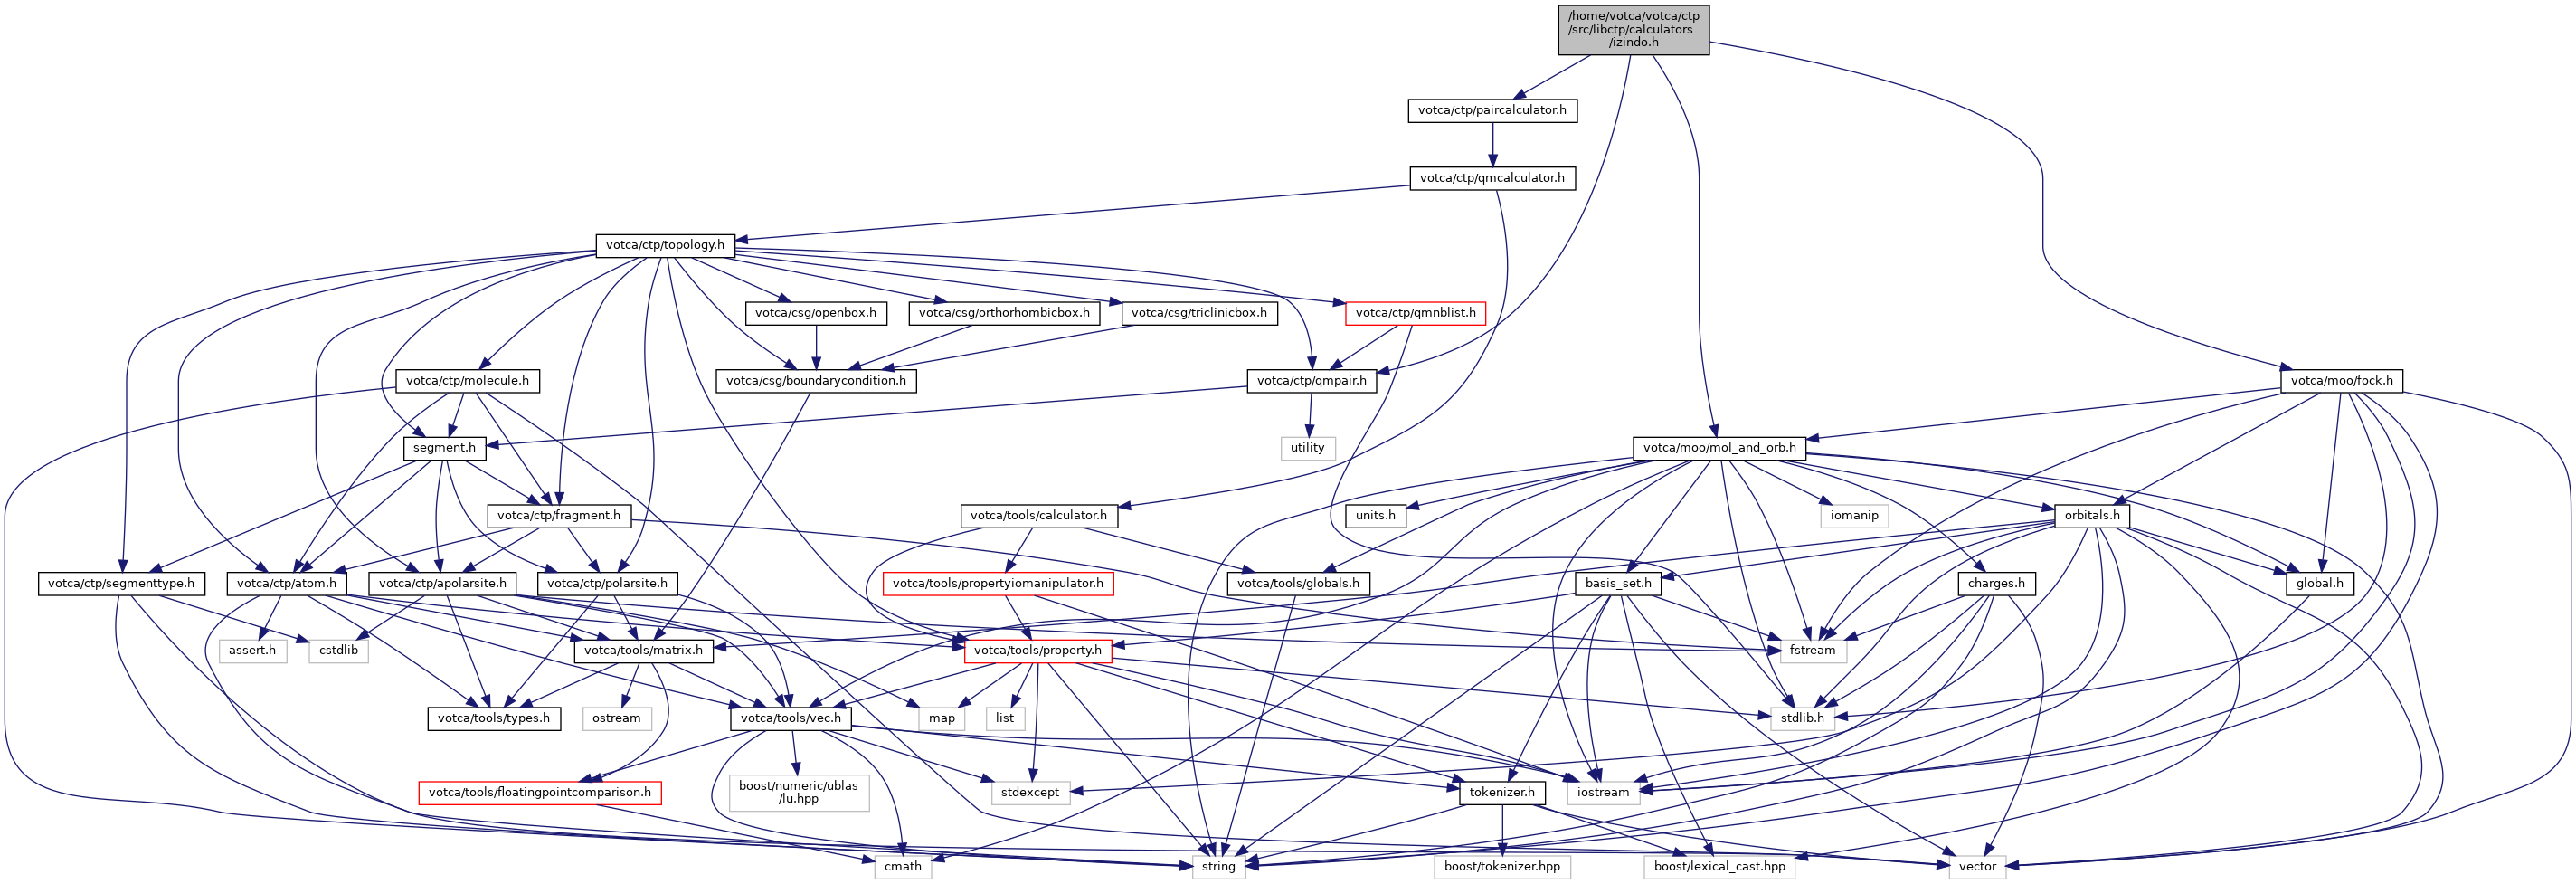 /home/votca/votca/ctp
/src/libctp/calculators
/izindo.h
votca/ctp/paircalculator.h
votca/ctp/qmcalculator.h
votca/ctp/topology.h
votca/csg/openbox.h
votca/csg/orthorhombicbox.h
votca/csg/triclinicbox.h
votca/ctp/qmnblist.h
votca/ctp/molecule.h
votca/csg/boundarycondition.h
votca/ctp/qmpair.h
votca/moo/fock.h
segment.h
utility
votca/moo/mol_and_orb.h
votca/ctp/fragment.h
votca/tools/calculator.h
units.h
iomanip
orbitals.h
votca/ctp/segmenttype.h
votca/ctp/atom.h
votca/ctp/apolarsite.h
votca/ctp/polarsite.h
votca/tools/propertyiomanipulator.h
votca/tools/globals.h
basis_set.h
charges.h
global.h
assert.h
cstdlib
votca/tools/matrix.h
votca/tools/property.h
fstream
votca/tools/types.h
ostream
votca/tools/vec.h
map
list
stdlib.h
votca/tools/floatingpointcomparison.h
boost/numeric/ublas
/lu.hpp
stdexcept
tokenizer.h
iostream
cmath
string
boost/tokenizer.hpp
boost/lexical_cast.hpp
vector